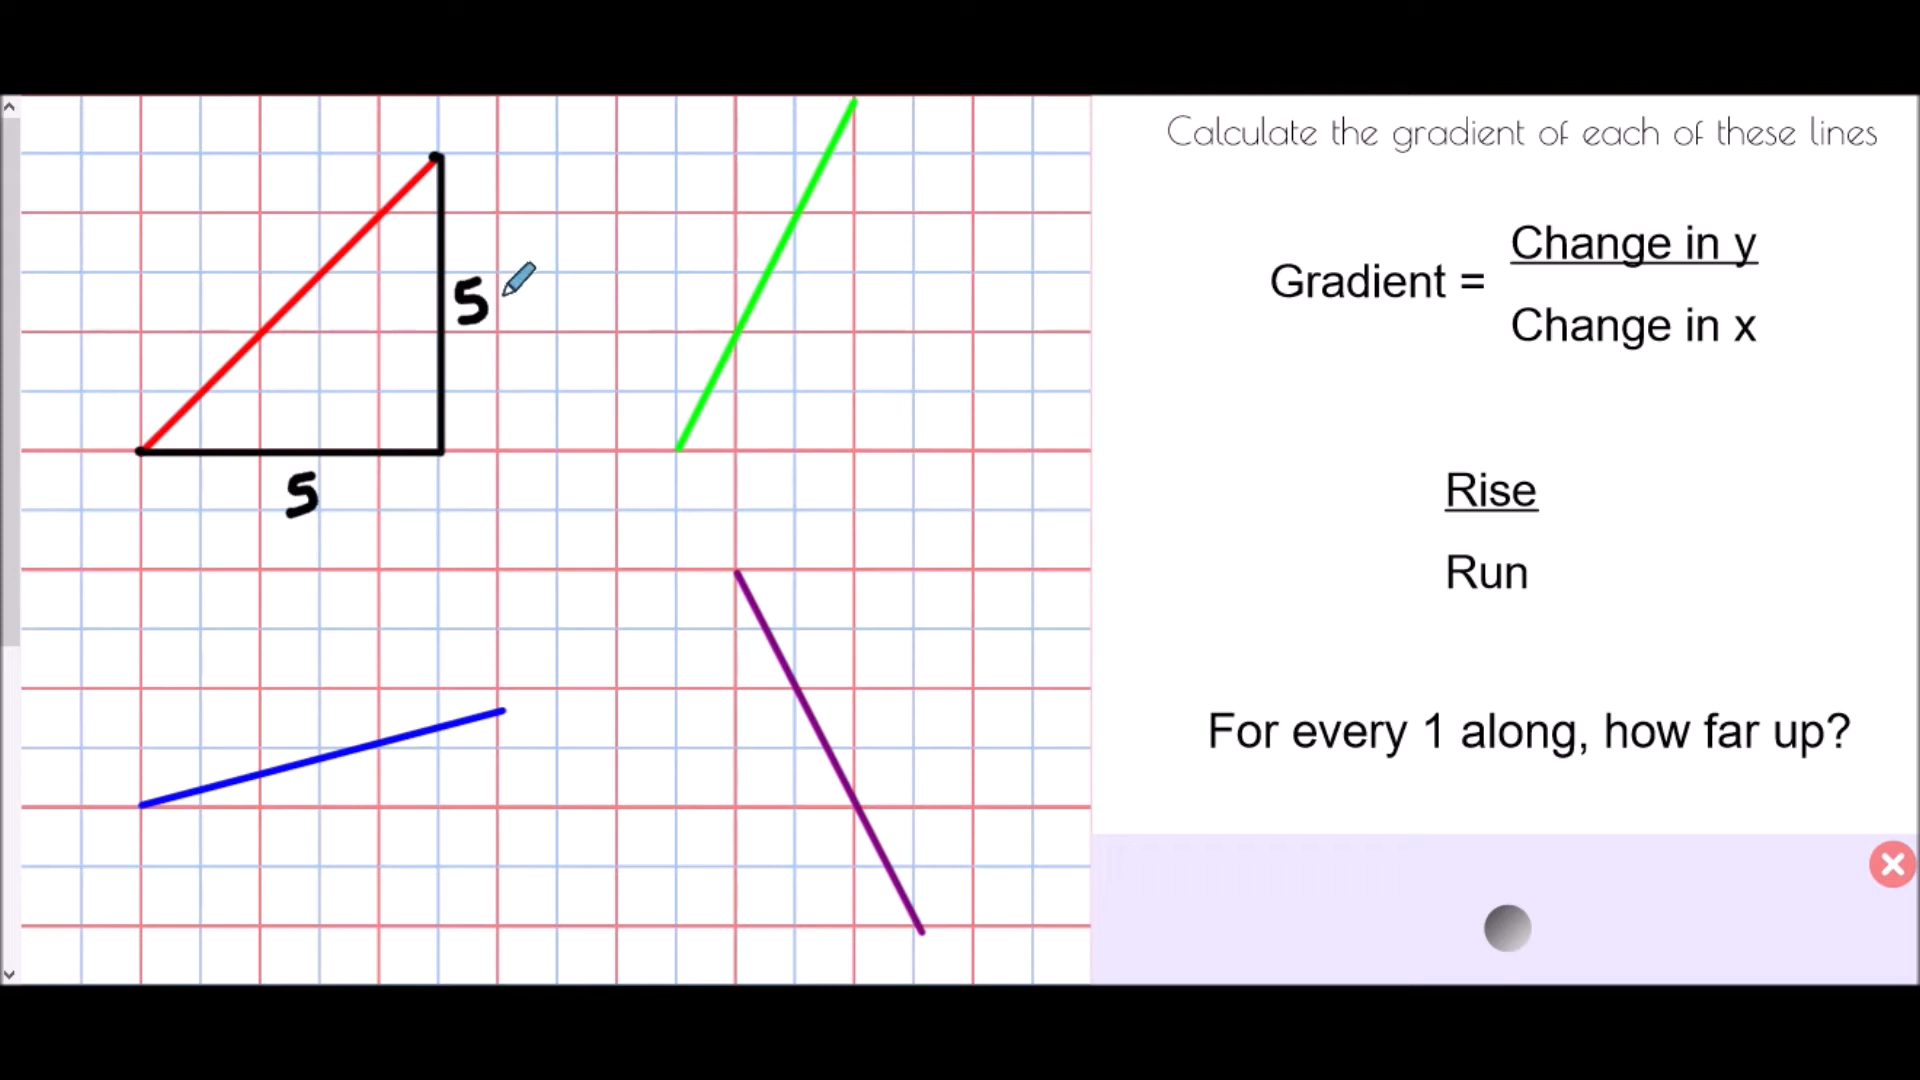 Calculate the gradient of each of these lines
Change in y
Gradient =
Change in x
5
Rise
5
Run
For every 1 along, how far up?